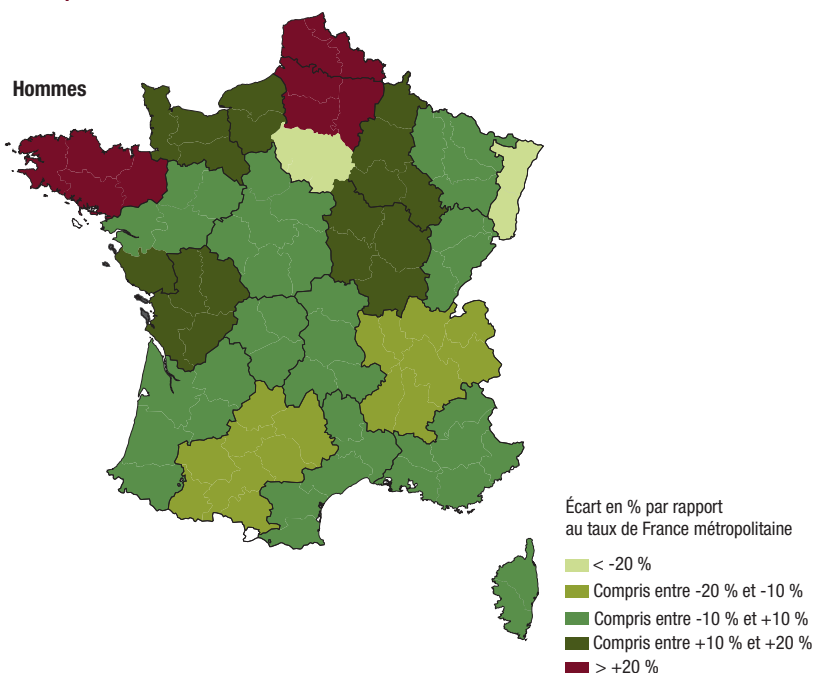 Hommes
Écart en % par rapport
au taux de France métropolitaine
< -20 %
Compris entre -20 % et -10 %
Compris entre -10 % et +10 %
Compris entre +10 % et +20 %
> +20 %